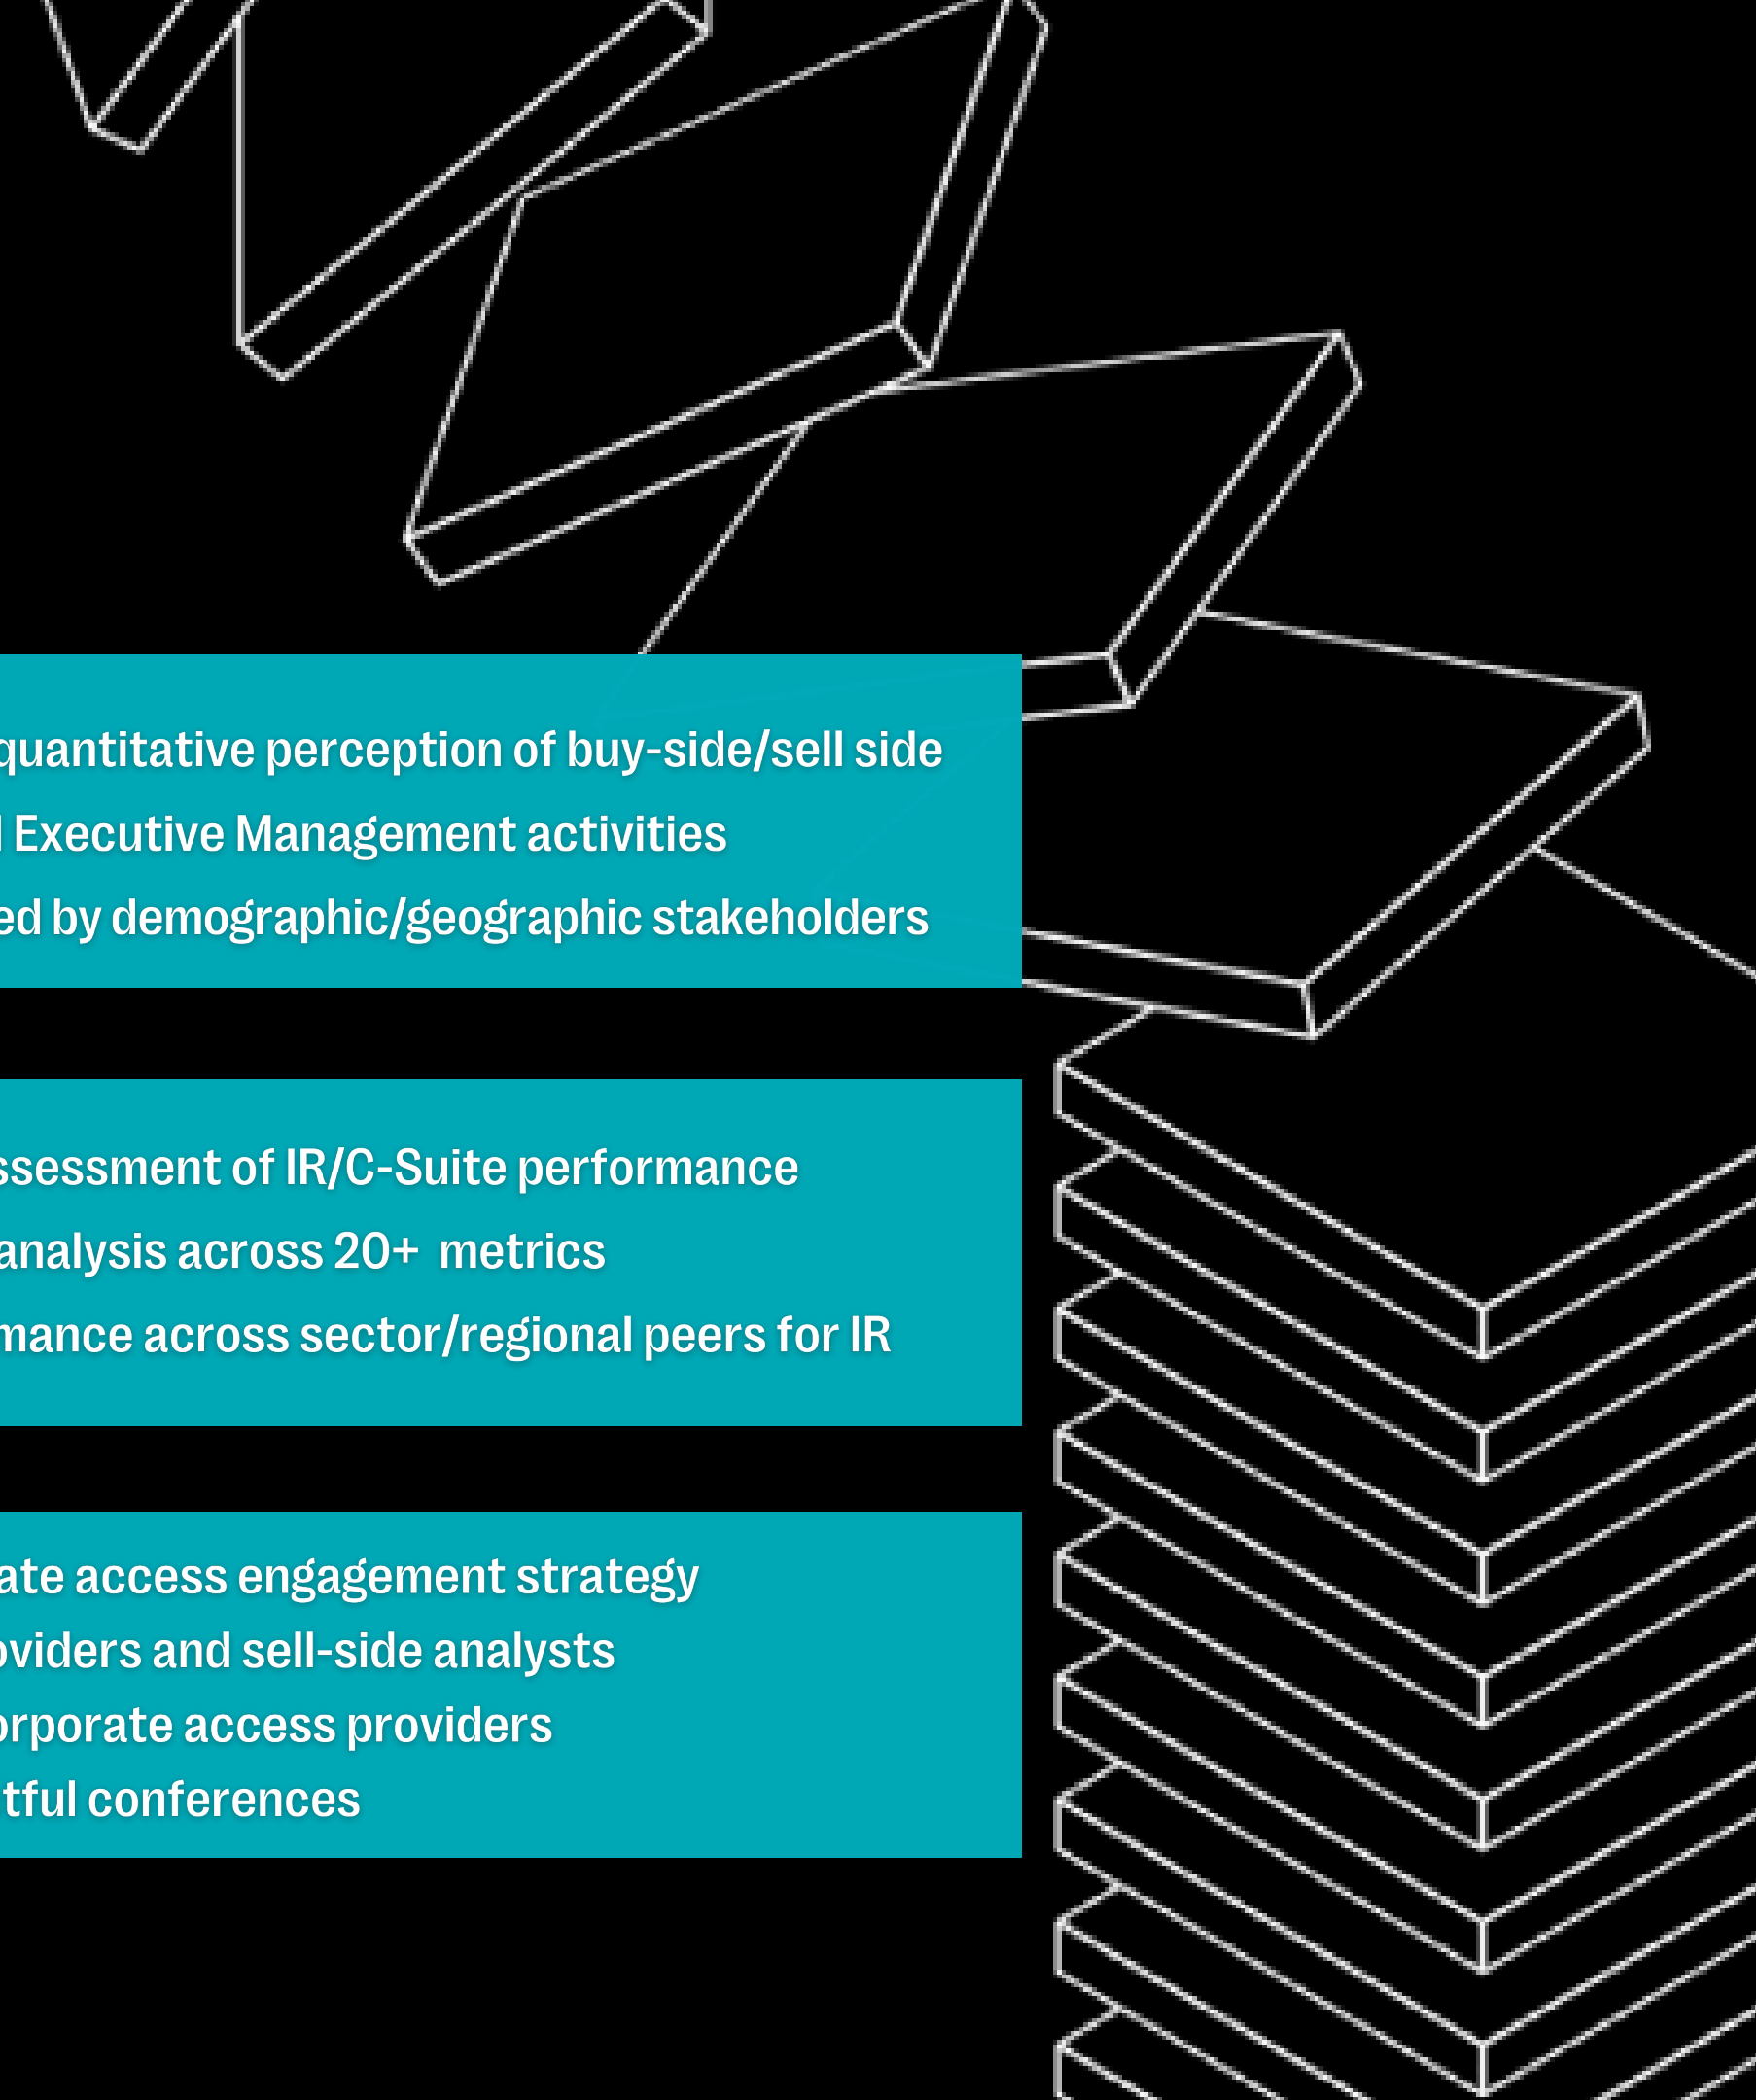 quantitative perception of buy-side/sell side
Executive Management activities
ed by demographic/geographic stakeholders
ssessment of IR/C-Suite performance
analysis across 20+ metrics
mance across sector/regional peers for IR
ate access engagement strategy
oviders and sell-side analysts
orporate access providers
tful conferences